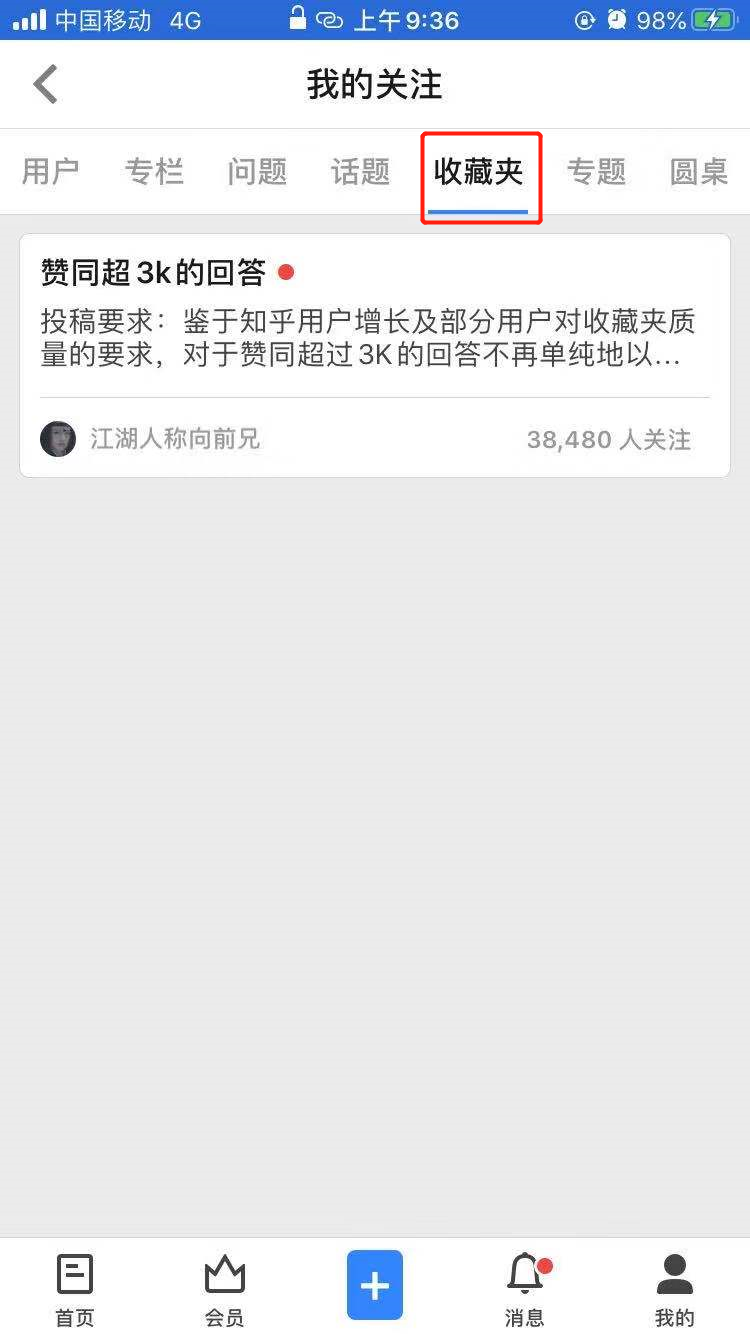 中国移动 4G 上午9:36 98%
我的关注
用户 专栏 问题 话题 收藏夹 专题 圆桌
赞同超3k的回答
投稿要求：鉴于知乎用户增长及部分用户对收藏夹质
量的要求，对于赞同超过3K的回答不再单纯地以...
江湖人称向前兄 38,480 人关注
首页 会员 消息 我的